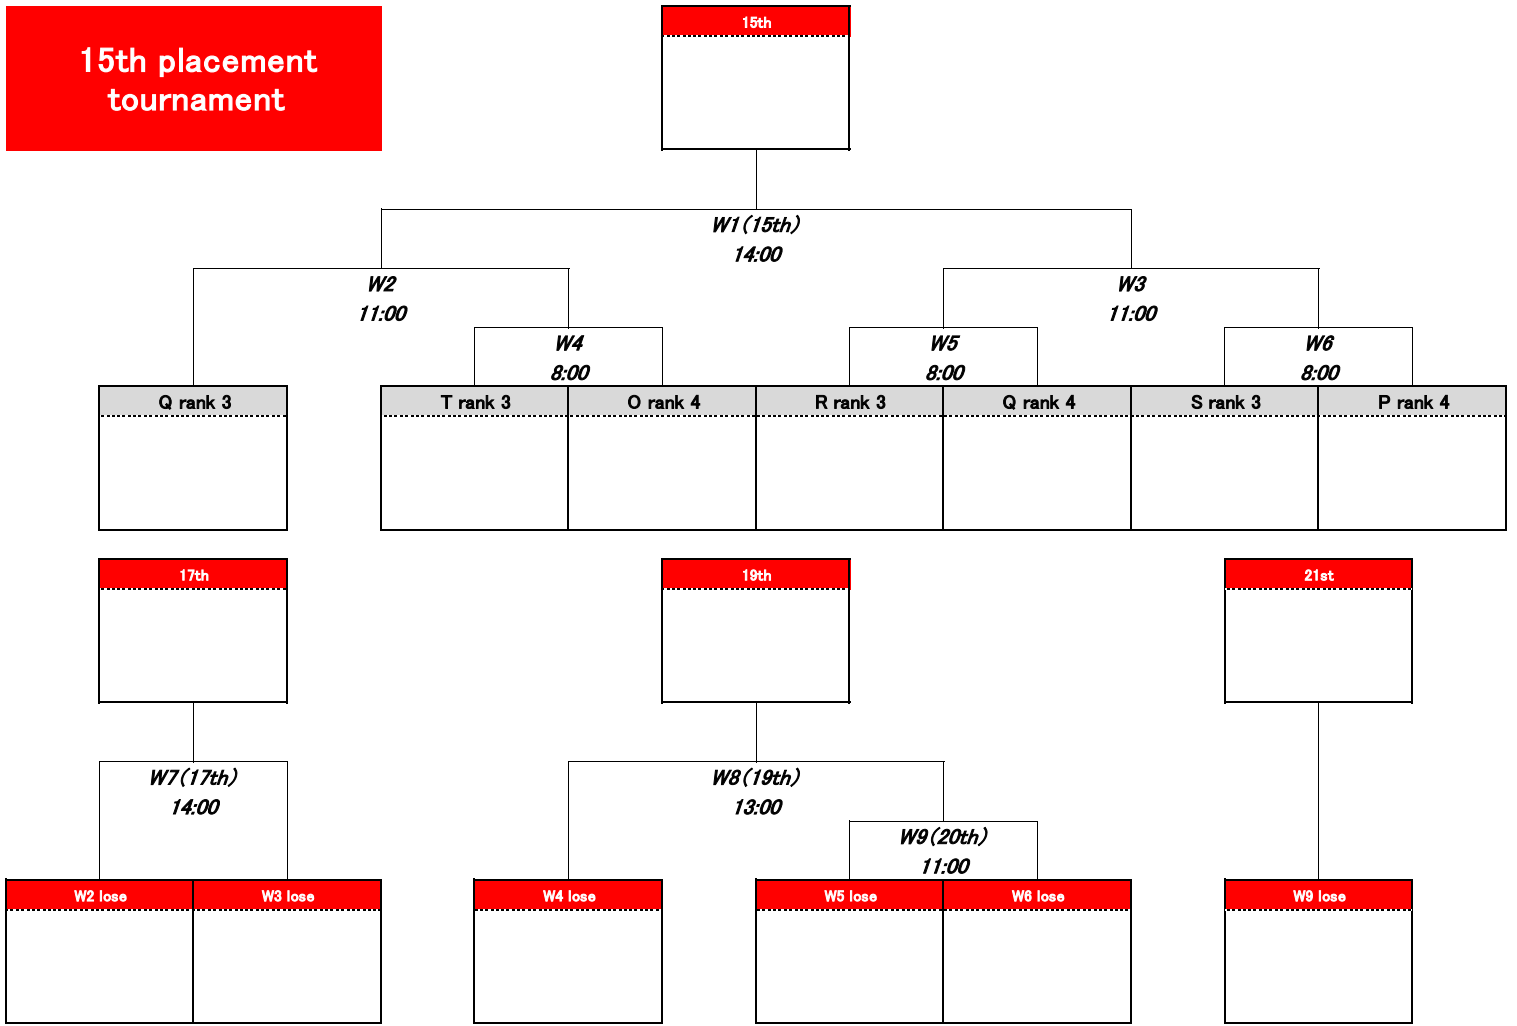 15th placement
tournament
15th
W1(15th)
14:00
W2
11:00
W3
11:00
W4
8:00
W5
8:00
W6
8:00
Q rank 3
T rank 3
O rank 4
R rank 3
Q rank 4
S rank 3
P rank 4
17th
19th
21st
W7(17th)
14:00
W8(19th)
13:00
W9(20th)
11:00
W2 lose
W3 lose
W4 lose
W5 lose
W6 lose
W9 lose